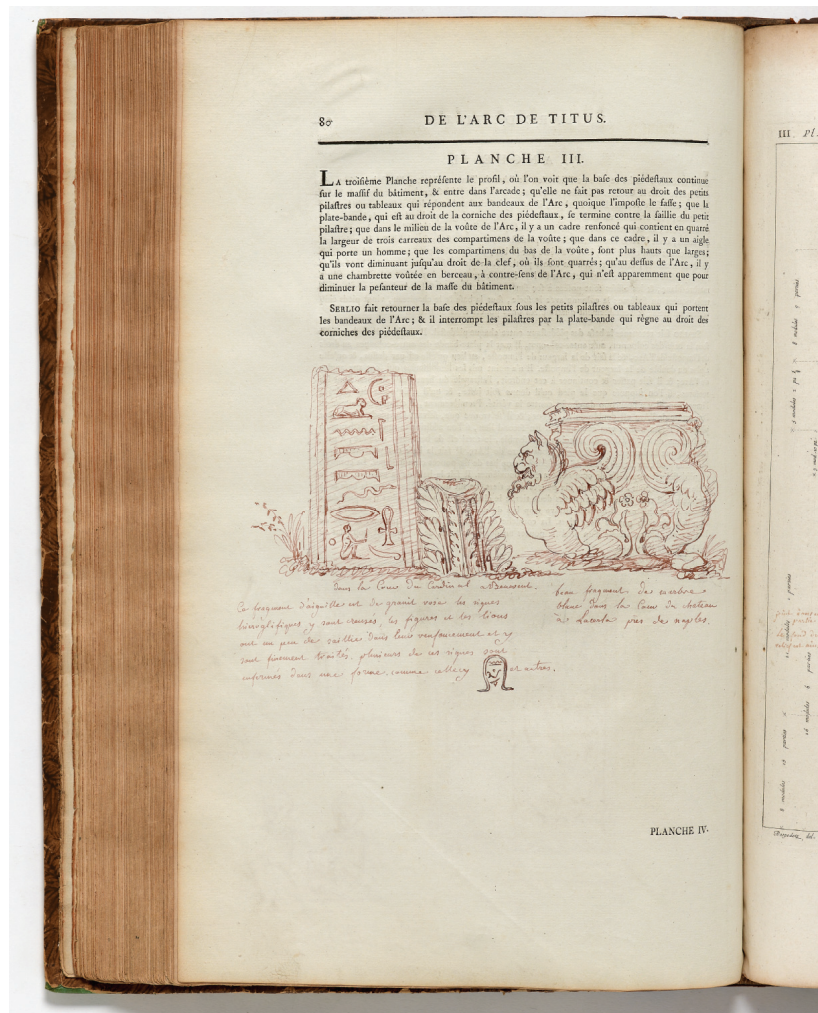 80 DE L'ARC DE TITUS.
PLANCHE III.
LA troiſième Planche repréſente le profil, où l'on voit que la baſe des piédeſtaux continue
ſur le maſſif du bâtiment, & entre dans l'arcade; qu'elle ne fait pas retour au droit des petits
pilaſtres ou tableaux qui répondent aux bandeaux de l'Arc, quoique l'impoſte le faſſe; que la
plate-bande, qui eſt au droit de la corniche des piédeſtaux, ſe termine contre la ſaillie du petit
pilaſtre; que dans le milieu de la voûte de l'Arc, il y a un cadre renfoncé qui contient en quarré
la largeur de trois carreaux des compartimens de la voûte; que dans ce cadre, il y a un aigle
qui porte un homme; que les compartimens du bas de la voûte, ſont plus hauts que larges;
qu'ils vont diminuant juſqu'au droit de-la clef, où ils ſont quarrés; qu'au deſſus de l'Arc, il y
a une chambrette voûtée en berceau, à contre-ſens de l'Arc, qui n'eſt apparemment que pour
diminuer la peſanteur de la maſſe du bâtiment.
SERLIO fait retourner la baſe des piédeſtaux ſous les petits pilaſtres ou tableaux qui portent
les bandeaux de l'Arc; & il interrompt les pilaſtres par la plate-bande qui règne au droit des
corniches des piédeſtaux.
Dans la Cour du Cardinal a Benevent.
Ce fragment d'aiguille est de granit rose les signes
hiéroglifiques y sont creusés, les figures et les lions
ont un peu de saillie dans leur renfoncement et y
sont finement traités. plusieurs de ces signes sont
enfermés dans une forme comme celle cy et autres.
beau fragment de marbre
blanc dans la Cour du chateau
a près de naples.
PLANCHE IV.
III Pl